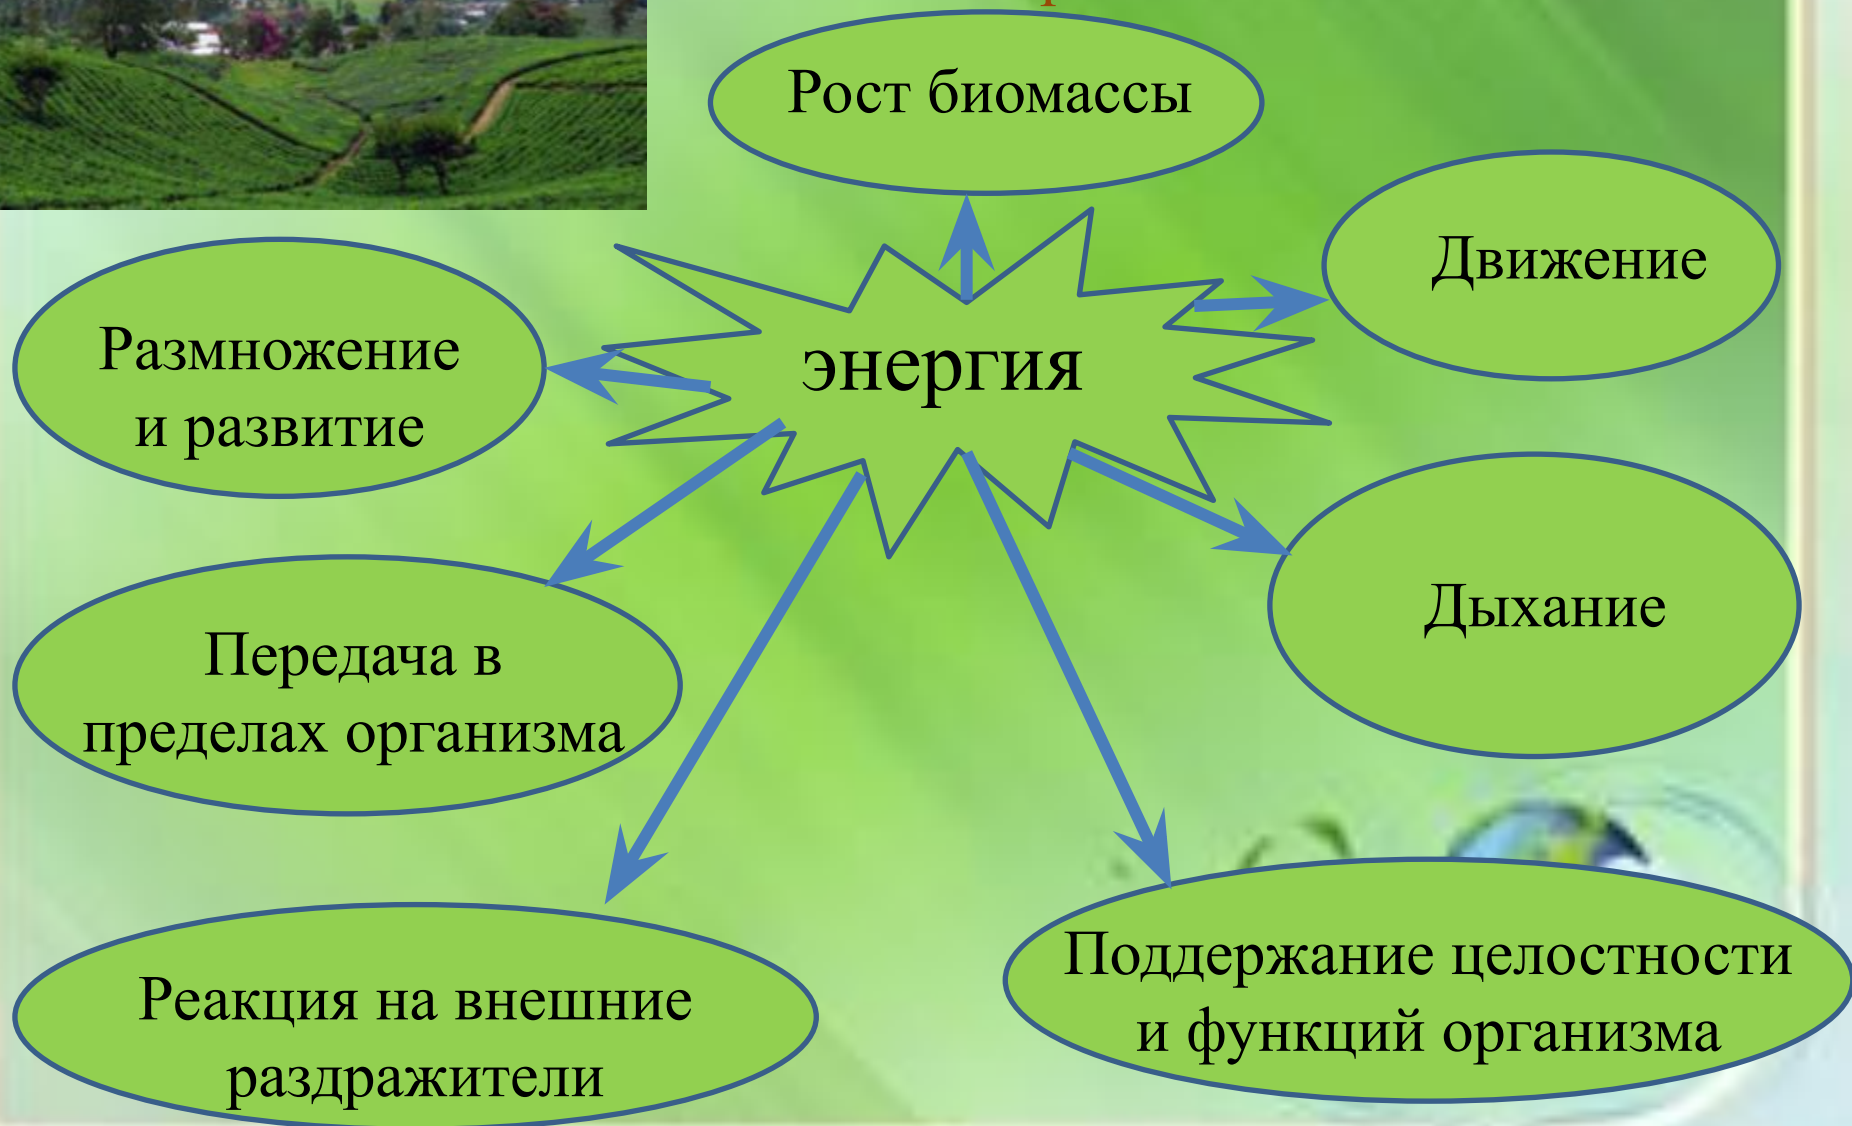 Рост биомассы
Движение
энергия
Размножение
и развитие
Дыхание
Передача в
пределах организма
Поддержание целостности
и функций организма
Реакция на внешние
раздражители